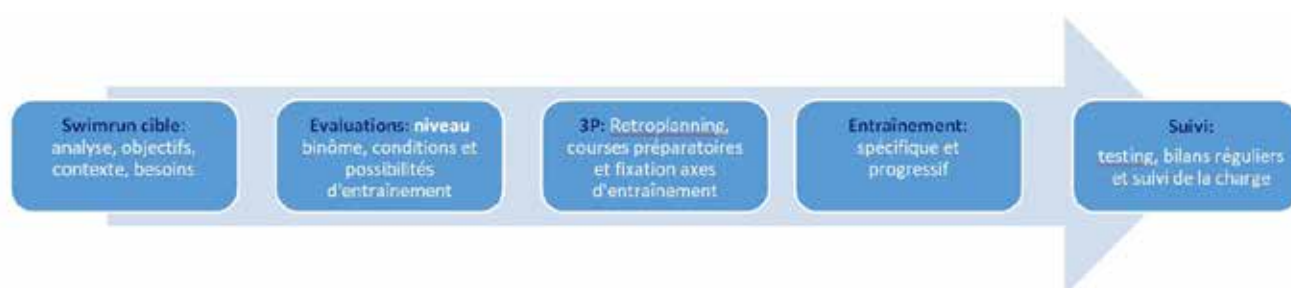 Swimrun cible:
analyse, objectifs,
contexte, besoins
Evaluations: niveau
binôme, conditions et
possibilités
d'entraînement
3P: Retroplanning,
courses préparatoires
et fixation axes
d'entraînement
Entraînement:
spécifique et
progressif
Suivi:
testing, bilans réguliers
et suivi de la charge